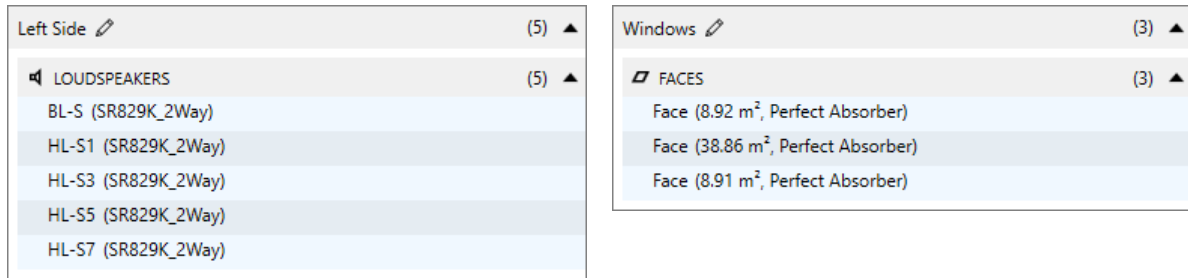 Left Side (5)
LOUDSPEAKERS (5)
BL-S (SR829K_2Way)
HL-S1 (SR829K_2Way)
HL-S3 (SR829K_2Way)
HL-S5 (SR829K_2Way)
HL-S7 (SR829K_2Way)
Windows (3)
FACES (3)
Face (8.92 m², Perfect Absorber)
Face (38.86 m², Perfect Absorber)
Face (8.91 m², Perfect Absorber)